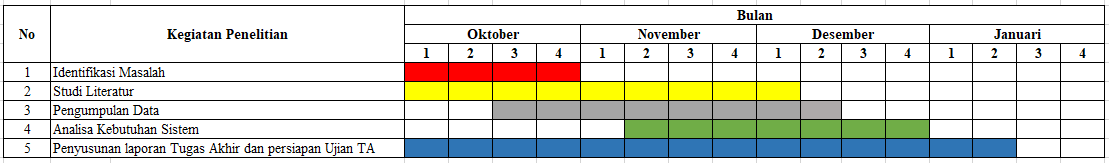 No Kegiatan Penelitian Bulan
Oktober November Desember Januari
1 2 3 4 1 2 3 4 1 2 3 4 1 2 3 4
1 Identifikasi Masalah
2 Studi Literatur
3 Pengumpulan Data
4 Analisa Kebutuhan Sistem
5 Penyusunan laporan Tugas Akhir dan persiapan Ujian TA